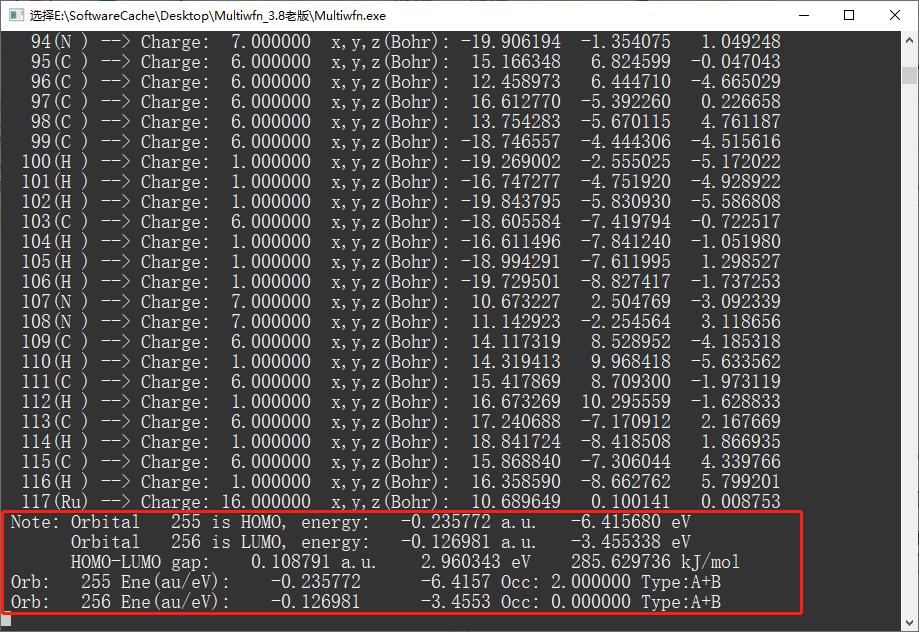 选择E:\SoftwareCache\Desktop\Multiwfn_3.8老版\Multiwfn.exe
94(N ) --> Charge: 7.000000 x,y,z(Bohr): -19.906194 -1.354075 1.049248
95(C ) --> Charge: 6.000000 x,y,z(Bohr): 15.166348 6.824599 -0.047043
96(C ) --> Charge: 6.000000 x,y,z(Bohr): 12.458973 6.444710 -4.665029
97(C ) --> Charge: 6.000000 x,y,z(Bohr): 16.612770 -5.392260 0.226658
98(C ) --> Charge: 6.000000 x,y,z(Bohr): 13.754283 -5.670115 4.761187
99(C ) --> Charge: 6.000000 x,y,z(Bohr): -18.746557 -4.444306 -4.515616
100(H ) --> Charge: 1.000000 x,y,z(Bohr): -19.269002 -2.555025 -5.172022
101(H ) --> Charge: 1.000000 x,y,z(Bohr): -16.747277 -4.751920 -4.928922
102(H ) --> Charge: 1.000000 x,y,z(Bohr): -19.843795 -5.830930 -5.586808
103(C ) --> Charge: 6.000000 x,y,z(Bohr): -18.605584 -7.419794 -0.722517
104(H ) --> Charge: 1.000000 x,y,z(Bohr): -16.611496 -7.841240 -1.051980
105(H ) --> Charge: 1.000000 x,y,z(Bohr): -18.994291 -7.611995 1.298527
106(H ) --> Charge: 1.000000 x,y,z(Bohr): -19.729501 -8.827417 -1.737253
107(N ) --> Charge: 7.000000 x,y,z(Bohr): 10.673227 2.504769 -3.092339
108(N ) --> Charge: 7.000000 x,y,z(Bohr): 11.142923 -2.254564 3.118656
109(C ) --> Charge: 6.000000 x,y,z(Bohr): 14.117319 8.528952 -4.185318
110(H ) --> Charge: 1.000000 x,y,z(Bohr): 14.319413 9.968418 -5.633562
111(C ) --> Charge: 6.000000 x,y,z(Bohr): 15.417869 8.709300 -1.973119
112(H ) --> Charge: 1.000000 x,y,z(Bohr): 16.673269 10.295559 -1.628833
113(C ) --> Charge: 6.000000 x,y,z(Bohr): 17.240688 -7.170912 2.167669
114(H ) --> Charge: 1.000000 x,y,z(Bohr): 18.841724 -8.418508 1.866935
115(C ) --> Charge: 6.000000 x,y,z(Bohr): 15.868840 -7.306044 4.339766
116(H ) --> Charge: 1.000000 x,y,z(Bohr): 16.358590 -8.662762 5.799201
117(Ru) --> Charge: 16.000000 x,y,z(Bohr): 10.689649 0.100141 0.008753
Note: Orbital 255 is HOMO, energy: -0.235772 a.u. -6.415680 eV
Orbital 256 is LUMO, energy: -0.126981 a.u. -3.455338 eV
HOMO-LUMO gap: 0.108791 a.u. 2.960343 eV 285.629736 kJ/mol
Orb: 255 Ene(au/eV): -0.235772 -6.4157 Occ: 2.000000 Type:A+B
Orb: 256 Ene(au/eV): -0.126981 -3.4553 Occ: 0.000000 Type:A+B